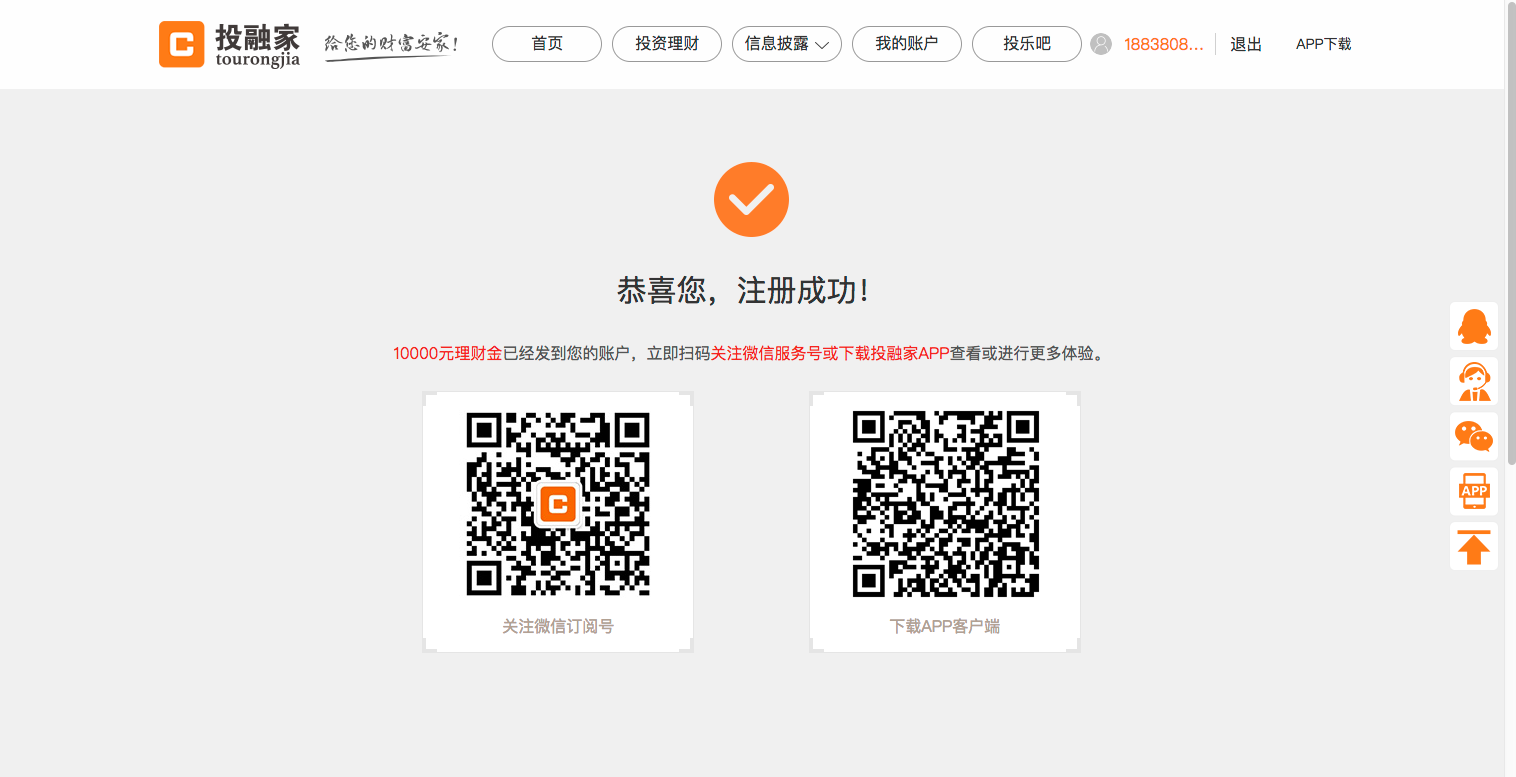 投融家
tourongjia
给您的财富安家!
首页
投资理财
信息披露
我的账户
投乐吧
1883808...
退出
APP下载
恭喜您，注册成功!
10000元理财金已经发到您的账户，立即扫码关注微信服务号或下载投融家APP查看或进行更多体验。
关注微信订阅号
下载APP客户端
APP